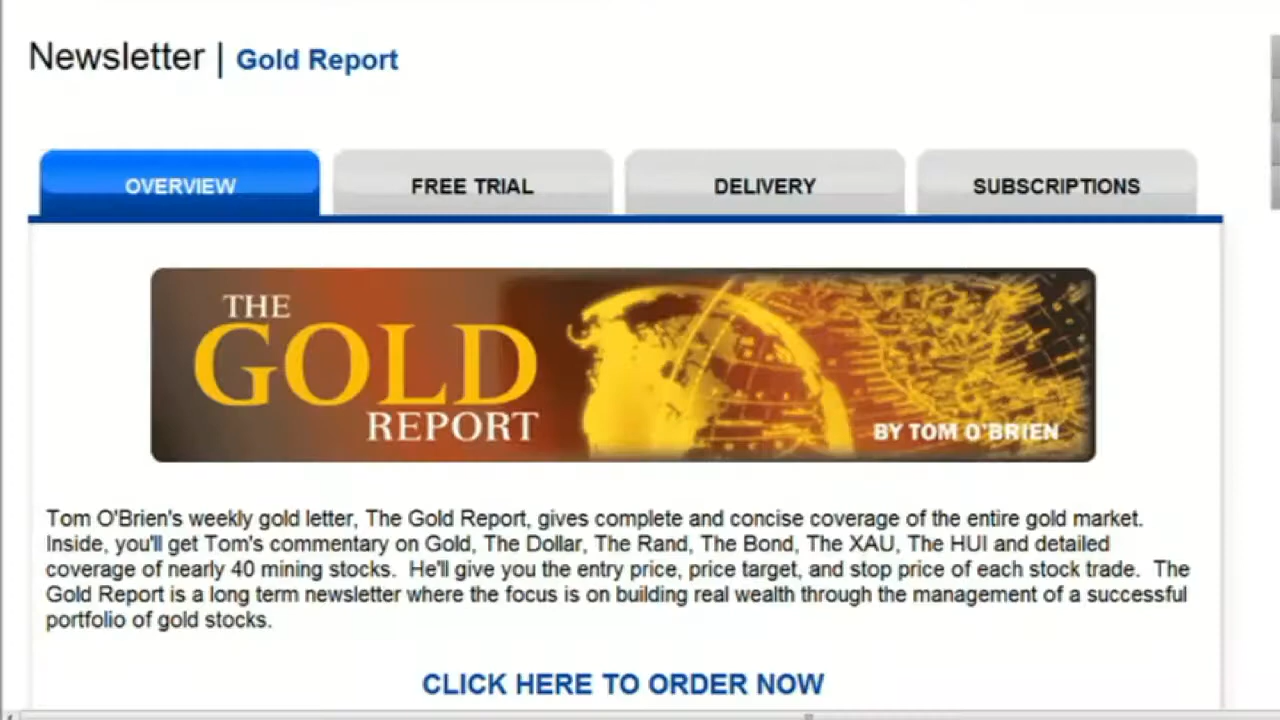 Newsletter | Gold Report
OVERVIEW
FREE TRIAL
DELIVERY
SUBSCRIPTIONS
THE
GOLD
REPORT
BY TOM O'BRIEN
Tom O'Brien's weekly gold letter, The Gold Report, gives complete and concise coverage of the entire gold market.
Inside, you'll get Tom's commentary on Gold, The Dollar, The Rand, The Bond, The XAU, The HUI and detailed
coverage of nearly 40 mining stocks.  He'll give you the entry price, price target, and stop price of each stock trade.  The
Gold Report is a long term newsletter where the focus is on building real wealth through the management of a successful
portfolio of gold stocks.
CLICK HERE TO ORDER NOW